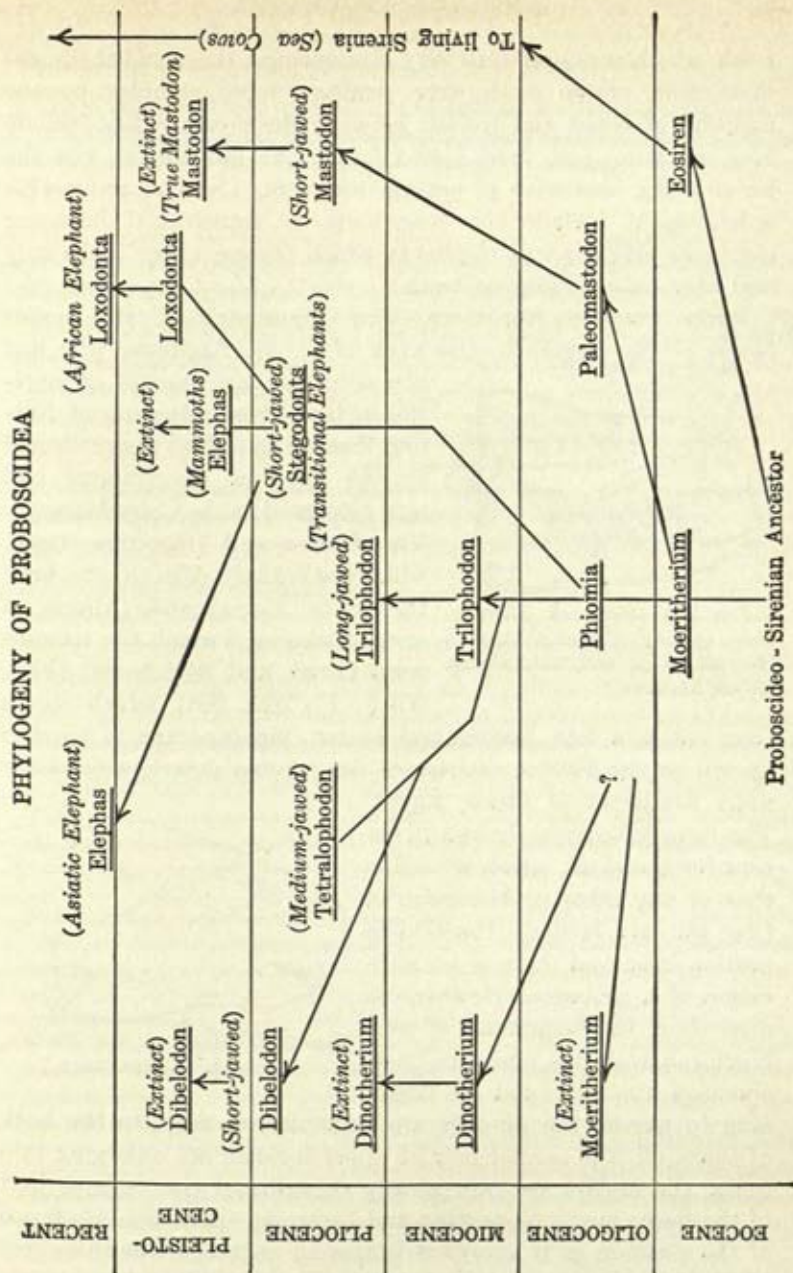 PHYLOGENY OF PROBOSCIDEA
RECENT
(Asiatic Elephant)
Elephas
(African Elephant)
Loxodonta
PLEISTO-
CENE
(Extinct)
Dibelodon
(Short-jawed)
(Extinct)
(Mammoths)
Elephas
Loxodonta
(Extinct)
(True Mastodon)
Mastodon
PLIOCENE
Dibelodon
(Extinct)
Dinotherium
(Medium-jawed)
Tetralophodon
(Long-jawed)
Trilophodon
(Short-jawed)
Stegodonts
(Transitional Elephants)
(Short-jawed)
Mastodon
To living Sirenia (Sea Cows)
MIOCENE
Dinotherium
Trilophodon
OLIGOCENE
(Extinct)
Moeritherium
?
Phiomia
Paleomastodon
EOCENE
Moeritherium
Eosiren
Proboscideo - Sirenian Ancestor